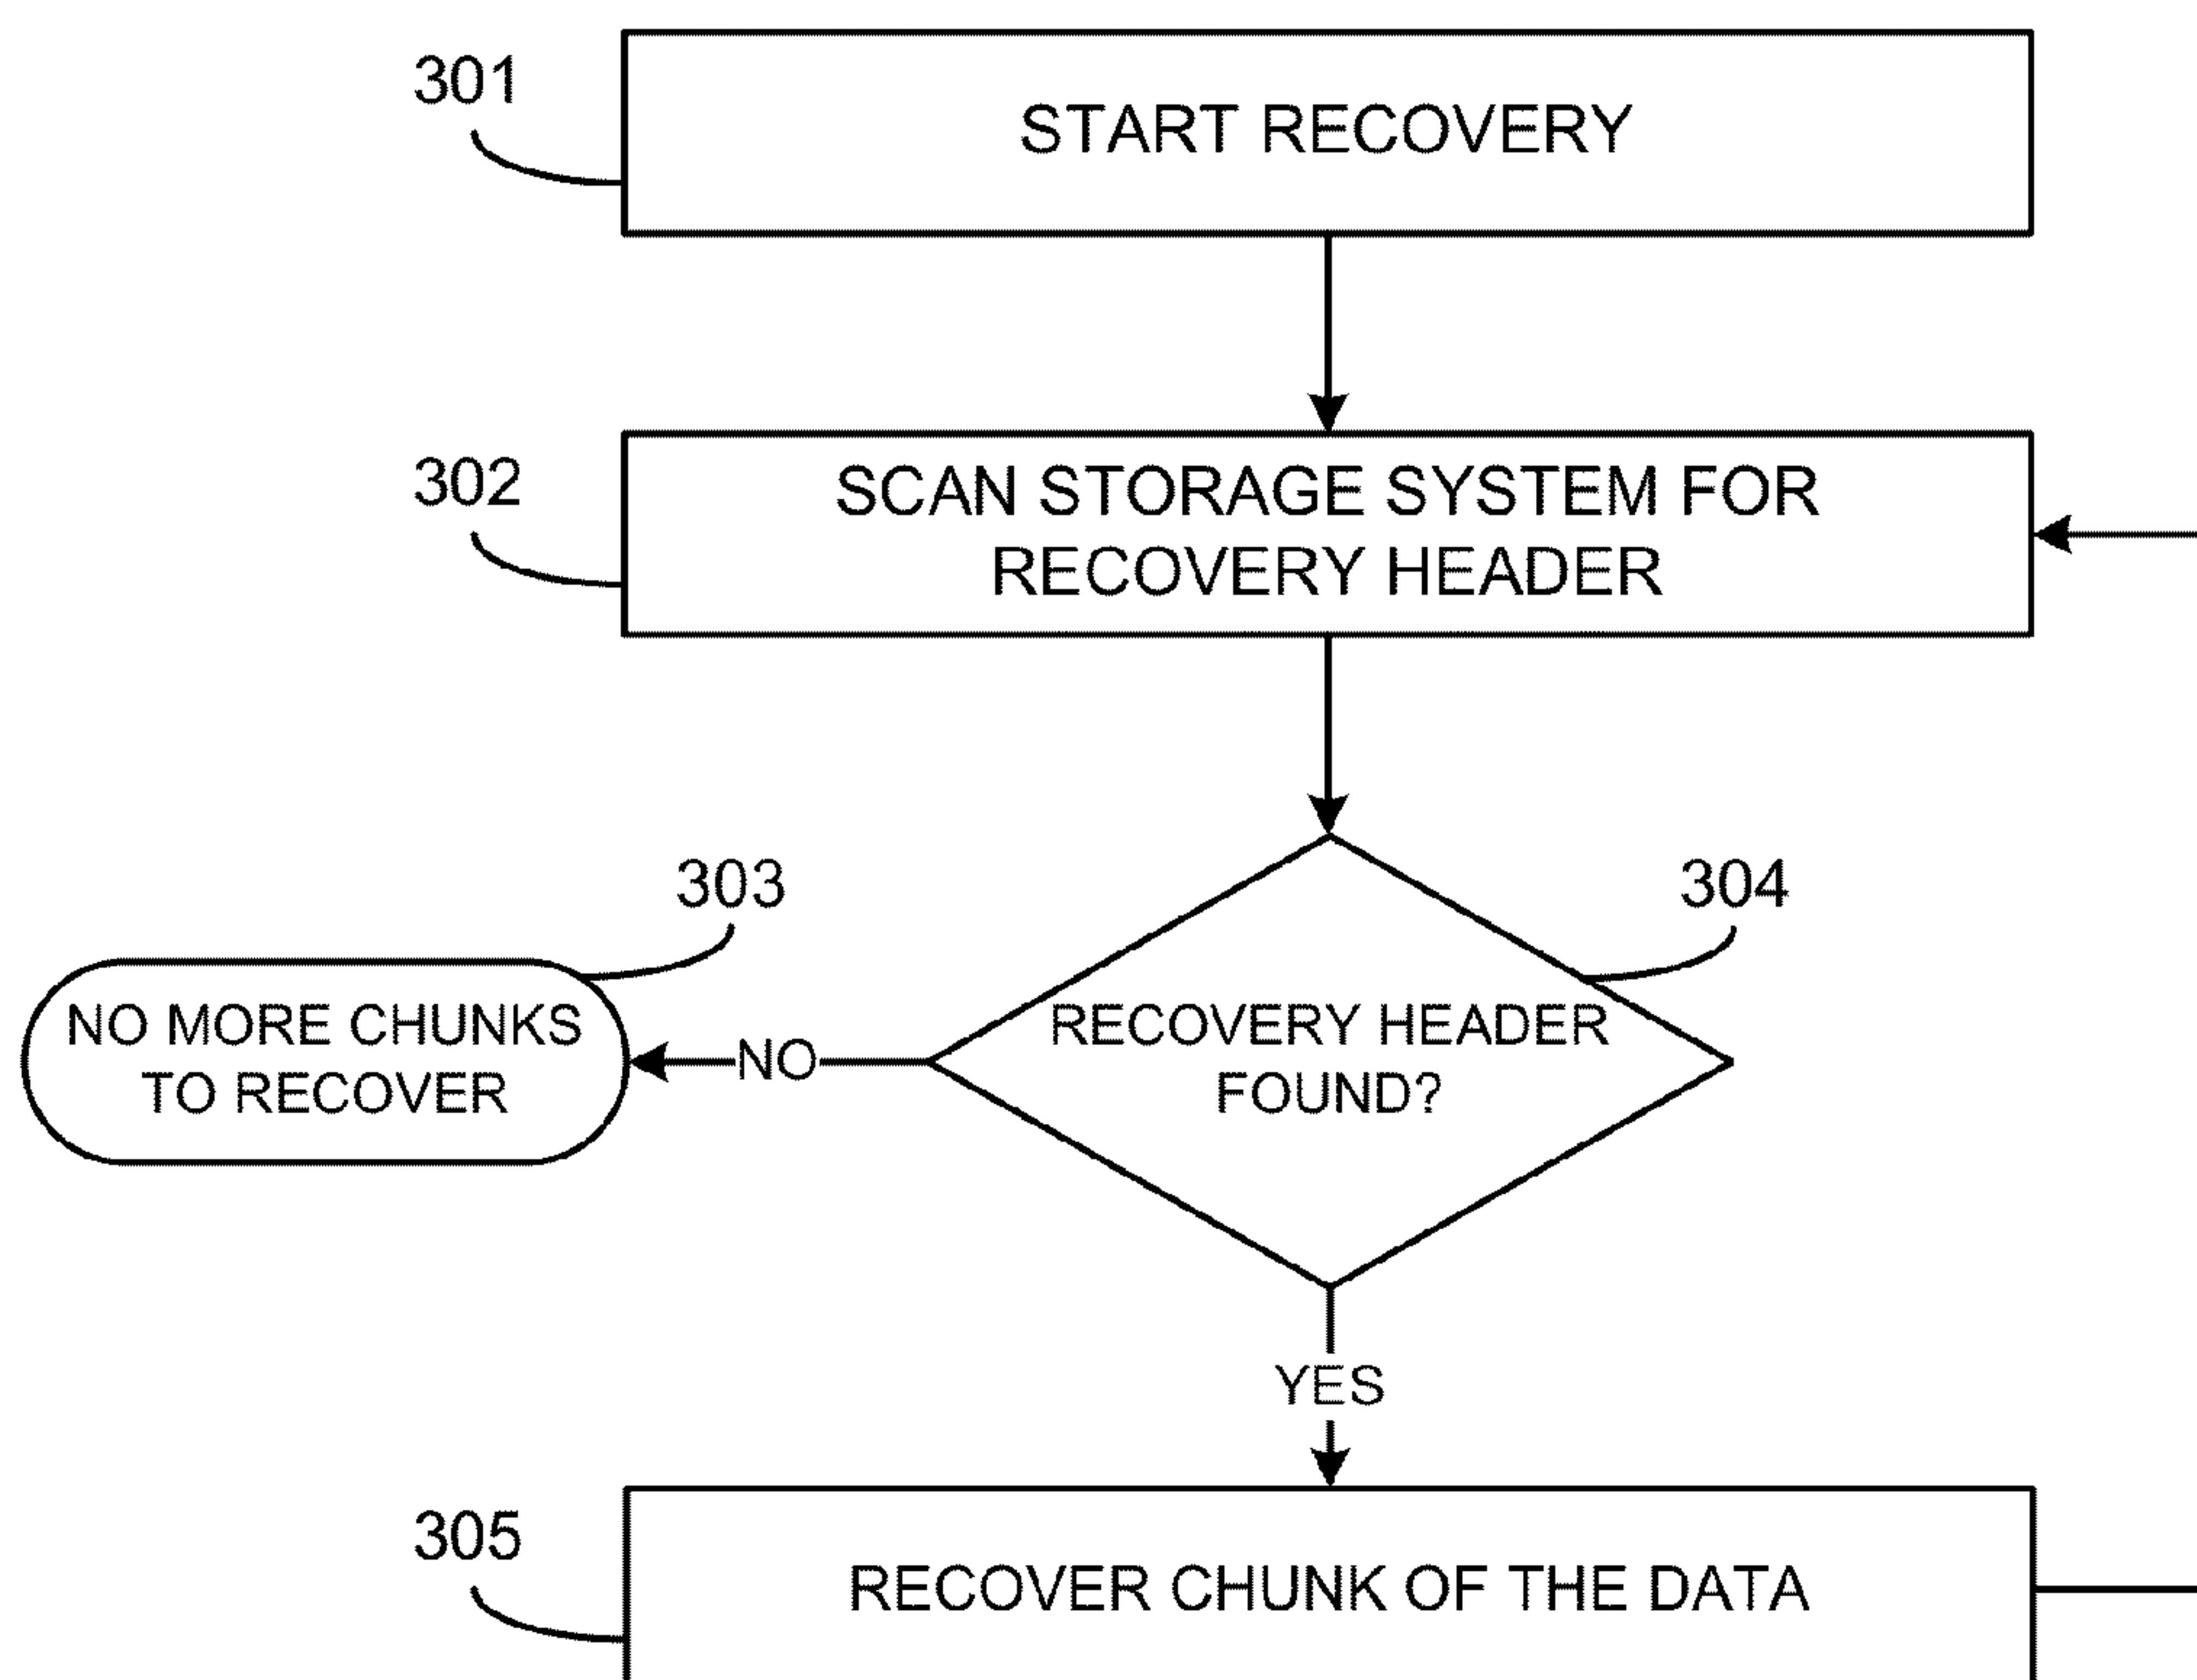 301
START RECOVERY
302
SCAN STORAGE SYSTEM FOR
RECOVERY HEADER
303
304
NO MORE CHUNKS
TO RECOVER
NO
RECOVERY HEADER
FOUND?
YES
305
RECOVER CHUNK OF THE DATA